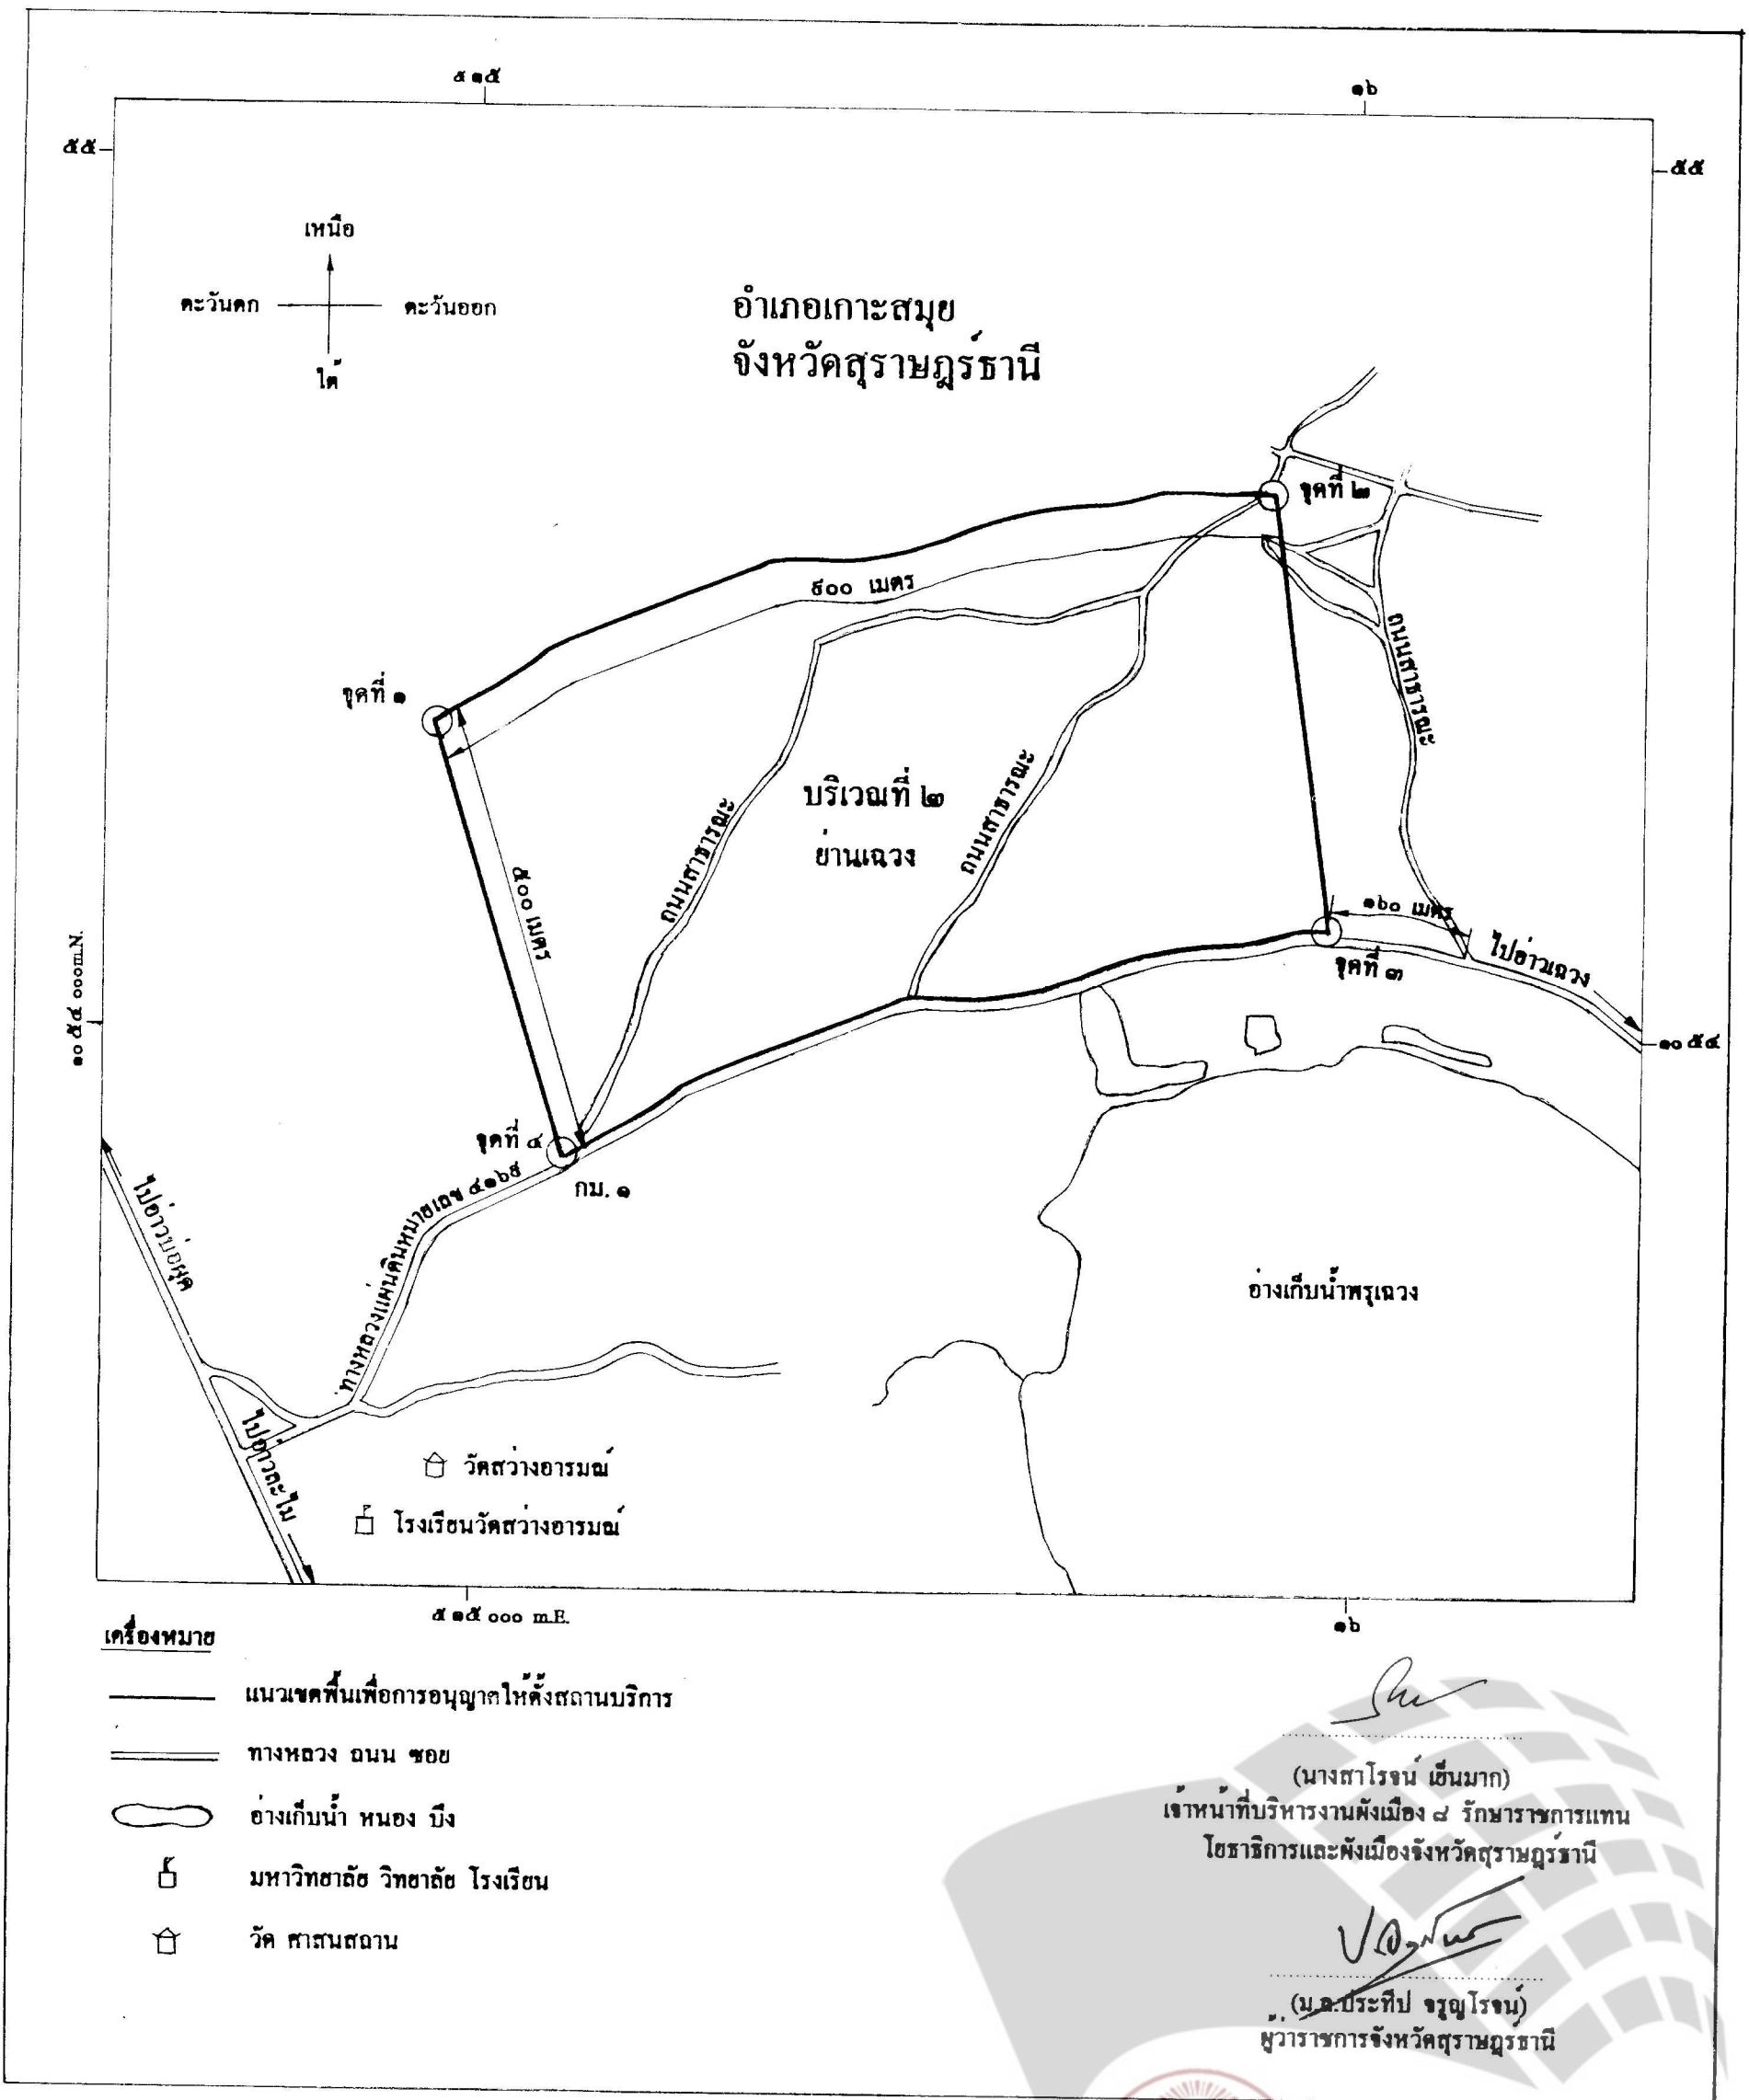 ๕๑๕
๑๖
๕๕
๕๕
เหนือ
ตะวันตก
ตะวันออก
ใต้
อำเภอเกาะสมุย
จังหวัดสุราษฎร์ธานี
จุดที่ ๒
๙๐๐ เมตร
จุดที่ ๑
ถนนสาธารณะ
บริเวณที่ ๒
ย่านเฉวง
ถนนสาธารณะ
ถนนสาธารณะ
๕๐๐ เมตร
๑๖๐ เมตร
จุดที่ ๓
ไปอ่าวเฉวง
๑๐ ๕๔ ๐๐๐m.N.
๑๐ ๕๔
จุดที่ ๔
กม. ๑
ทางหลวงแผ่นดินหมายเลข ๔๑๖๙
ไปอ่าวบ่อผุด
อ่างเก็บน้ำพรุเฉวง
ไปอ่าวละไม
วัดสว่างอารมณ์
โรงเรียนวัดสว่างอารมณ์
๕๑๕ ๐๐๐ m.E.
๑๖
เครื่องหมาย
แนวเขตพื้นเพื่อการอนุญาตให้ตั้งสถานบริการ
ทางหลวง ถนน ซอย
อ่างเก็บน้ำ หนอง บึง
มหาวิทยาลัย วิทยาลัย โรงเรียน
วัด ศาสนสถาน
(นางสาโรจน์ เย็นมาก)
เจ้าหน้าที่บริหารงานผังเมือง ๘ รักษาราชการแทน
โยธาธิการและผังเมืองจังหวัดสุราษฎร์ธานี
(ม.ล.ประทีป จรูญโรจน์)
ผู้ว่าราชการจังหวัดสุราษฎร์ธานี